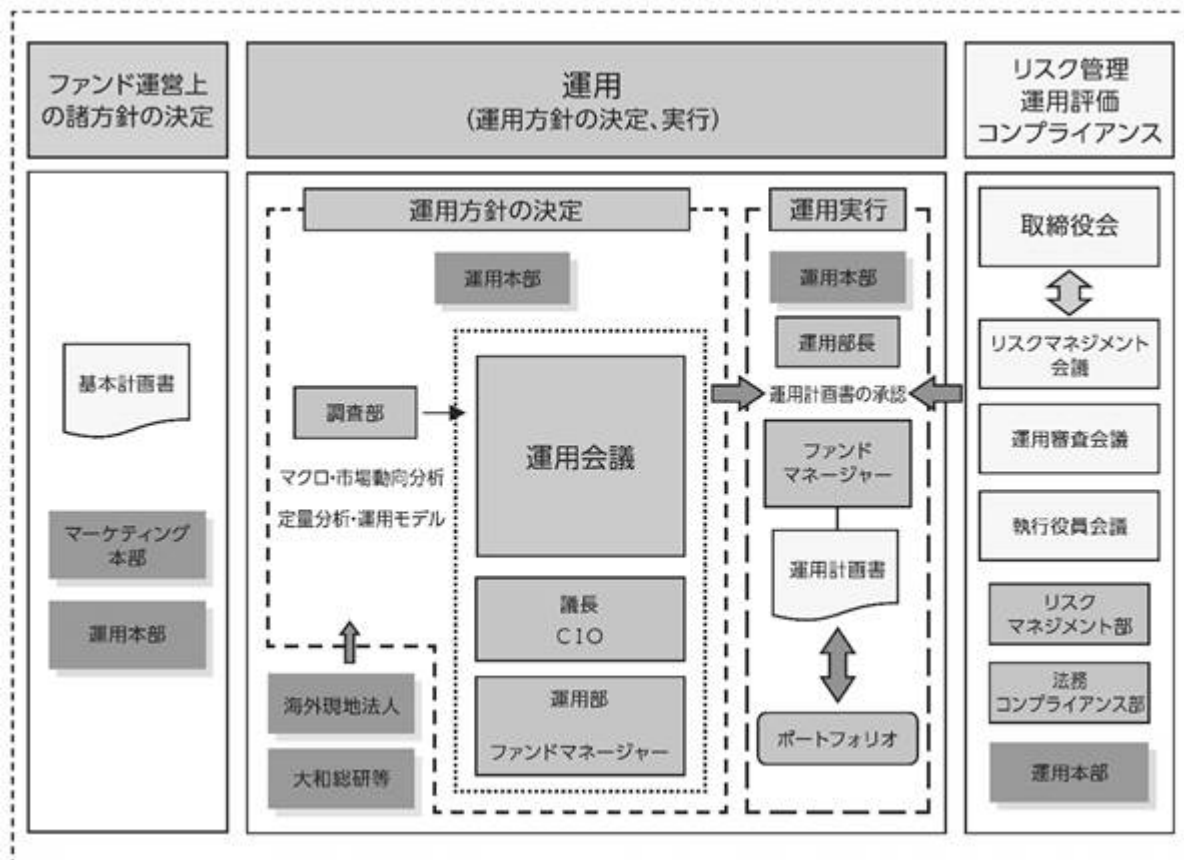 ファンド運営上
の諸方針の決定
基本計画書
マーケティング
本部
運用本部
運用
(運用方針の決定、実行)
運用方針の決定
運用本部
調査部
マクロ・市場動向分析
定量分析・運用モデル
海外現地法人
大和総研等
運用会議
議長
CIO
運用部
ファンドマネージャー
運用実行
運用本部
運用部長
運用計画書の承認
ファンド
マネージャー
運用計画書
ポートフォリオ
リスク管理
運用評価
コンプライアンス
取締役会
リスクマネジメント
会議
運用審査会議
執行役員会議
リスク
マネジメント部
法務
コンプライアンス部
運用本部